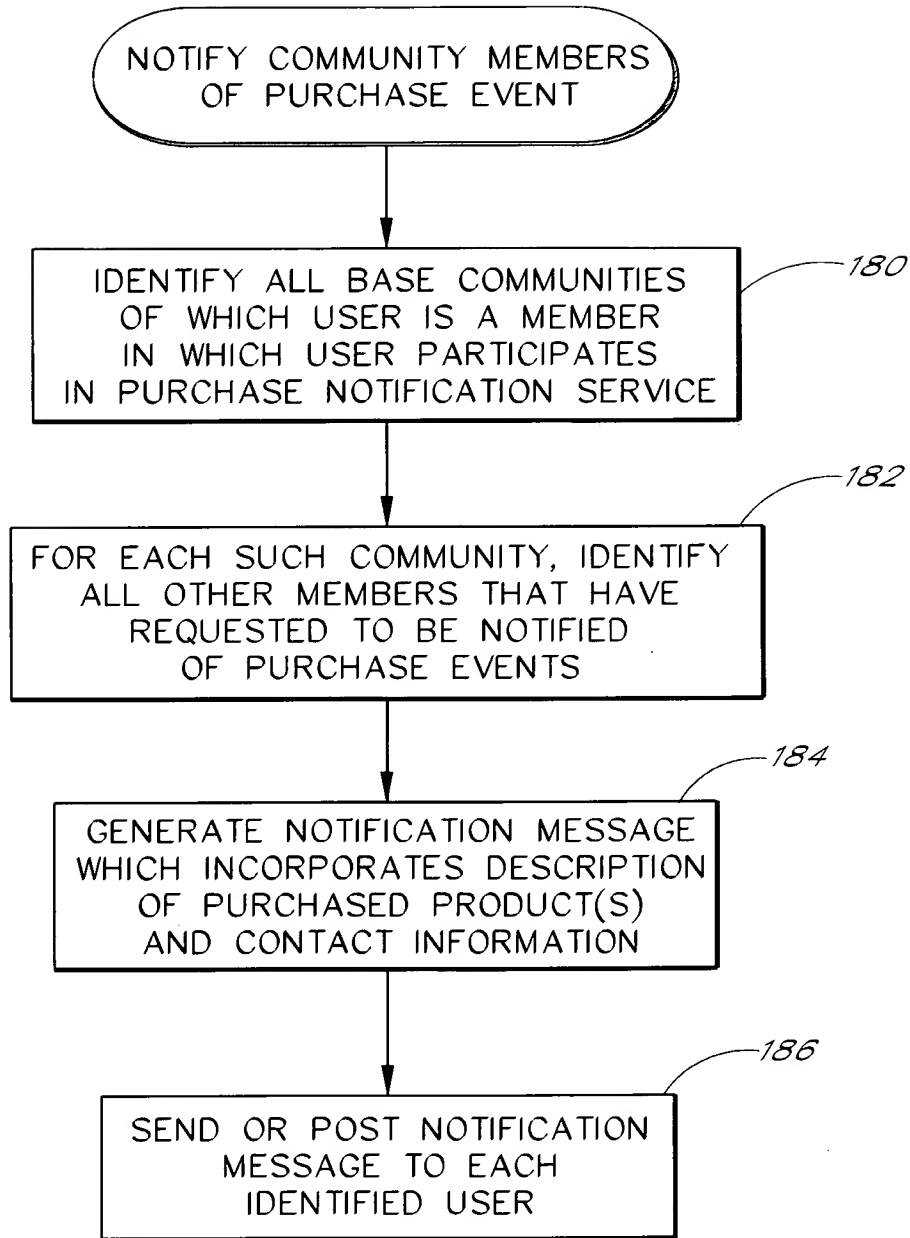 NOTIFY COMMUNITY MEMBERS
OF PURCHASE EVENT
180
IDENTIFY ALL BASE COMMUNITIES
OF WHICH USER IS A MEMBER
IN WHICH USER PARTICIPATES
IN PURCHASE NOTIFICATION SERVICE
182
FOR EACH SUCH COMMUNITY, IDENTIFY
ALL OTHER MEMBERS THAT HAVE
REQUESTED TO BE NOTIFIED
OF PURCHASE EVENTS
184
GENERATE NOTIFICATION MESSAGE
WHICH INCORPORATES DESCRIPTION
OF PURCHASED PRODUCT(S)
AND CONTACT INFORMATION
186
SEND OR POST NOTIFICATION
MESSAGE TO EACH
IDENTIFIED USER